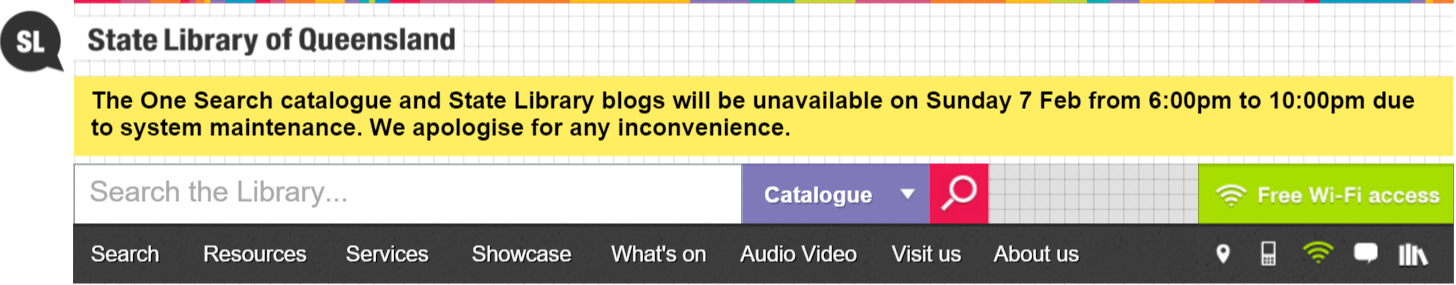 SL
State Library of Queensland
The One Search catalogue and State Library blogs will be unavailable on Sunday 7 Feb from 6:00pm to 10:00pm due
to system maintenance. We apologise for any inconvenience.
Search the Library...
Catalogue
Free Wi-Fi access
Search Resources Services Showcase What's on Audio Video Visit us About us